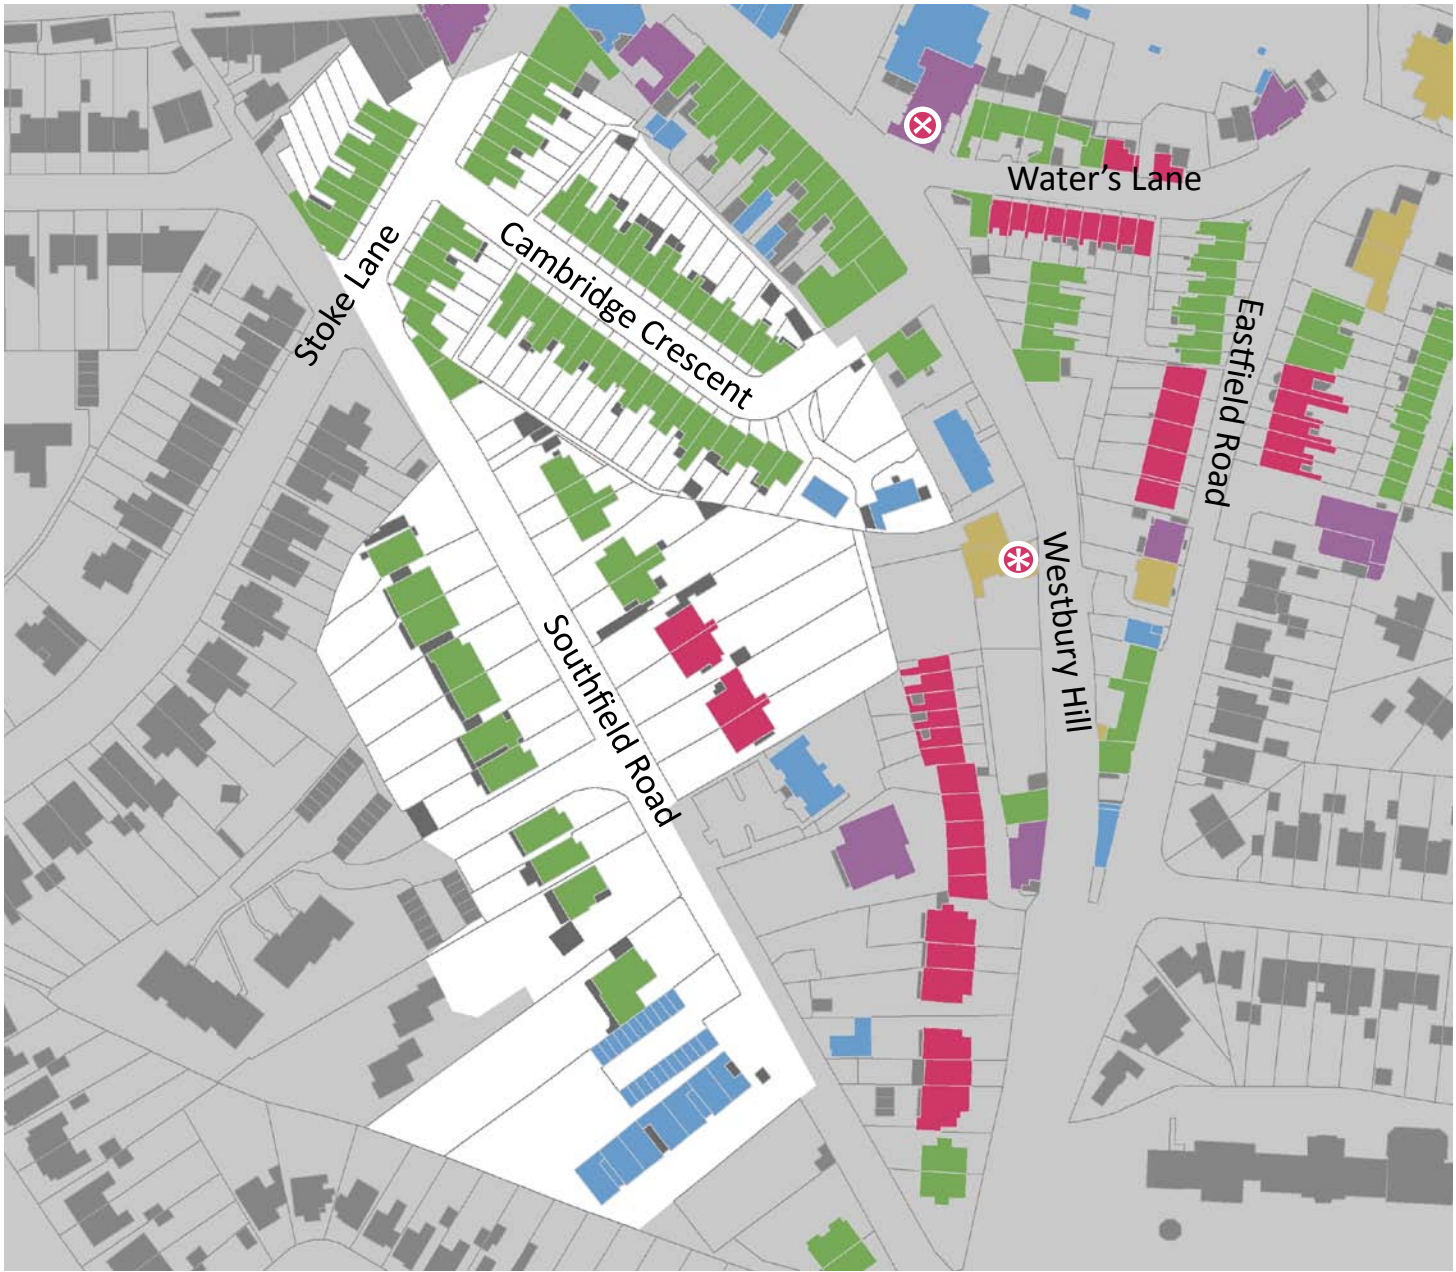 Water's Lane
Cambridge Crescent
Stoke Lane
Eastfield Road
Westbury Hill
Southfield Road